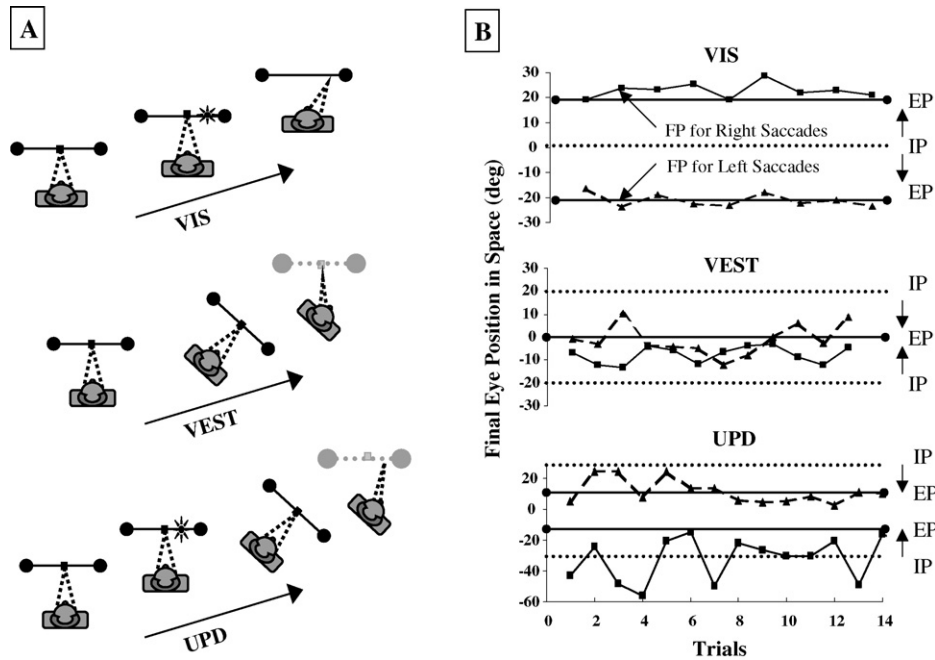 A
VIS
VEST
UPD
B
VIS
30
20
10
0
-10
-20
-30
FP for Right Saccades
FP for Left Saccades
EP
IP
EP
VEST
30
20
10
0
-10
-20
-30
IP
EP
IP
UPD
20
0
-20
-40
-60
IP
EP
EP
IP
0 2 4 6 8 10 12 14
Trials
Final Eye Position in Space (deg)